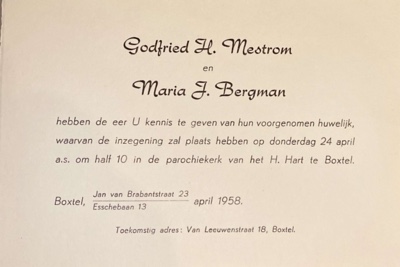 Godfried H. Mestrom
en
Maria J. Bergman
hebben de eer U kennis te geven van hun voorgenomen huwelijk,
waarvan de inzegening zal plaats hebben op donderdag 24 april
a.s. om half 10 in de parochiekerk van het H. Hart te Boxtel.
Boxtel, Jan van Brabantstraat 23 april 1958.
Esschebaan 13
Toekomstig adres: Van Leeuwenstraat 18, Boxtel.